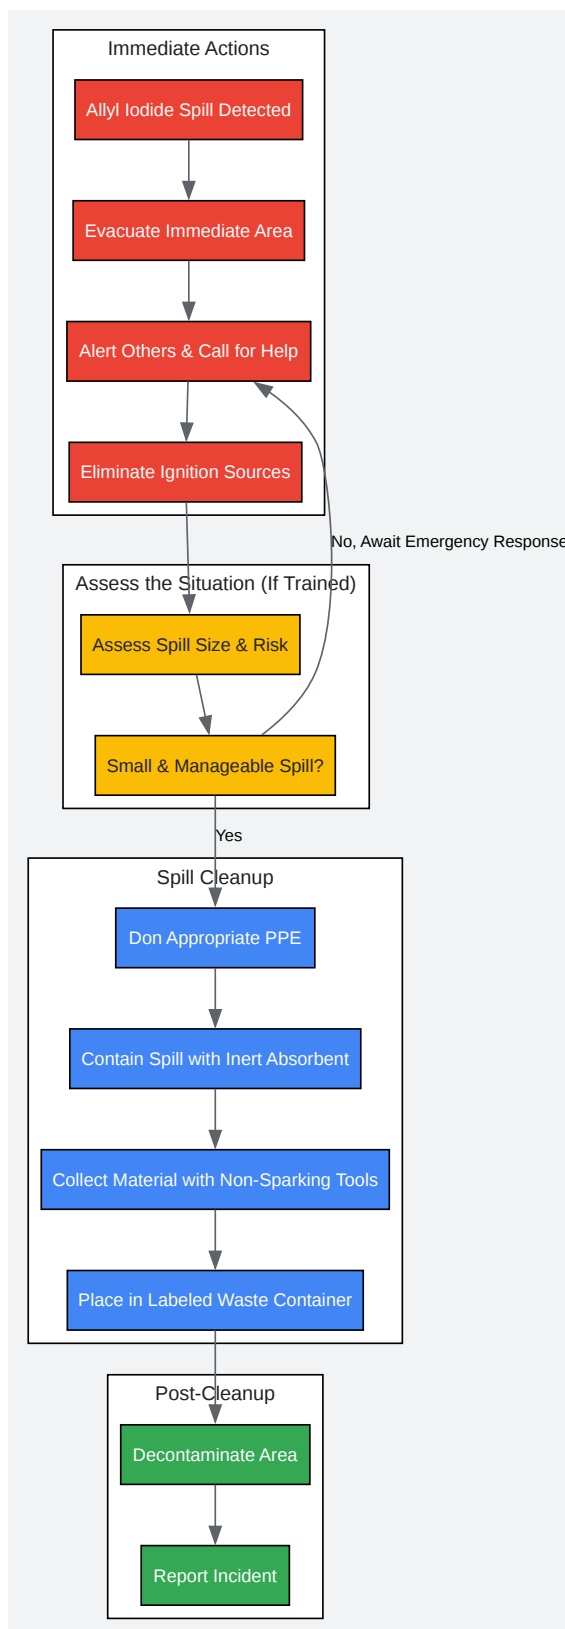 Immediate Actions
Allyl Iodide Spill Detected
Evacuate Immediate Area
Alert Others & Call for Help
Eliminate Ignition Sources
No, Await Emergency Response
Assess the Situation (If Trained)
Assess Spill Size & Risk
Small & Manageable Spill?
Yes
Spill Cleanup
Don Appropriate PPE
Contain Spill with Inert Absorbent
Collect Material with Non-Sparking Tools
Place in Labeled Waste Container
Post-Cleanup
Decontaminate Area
Report Incident